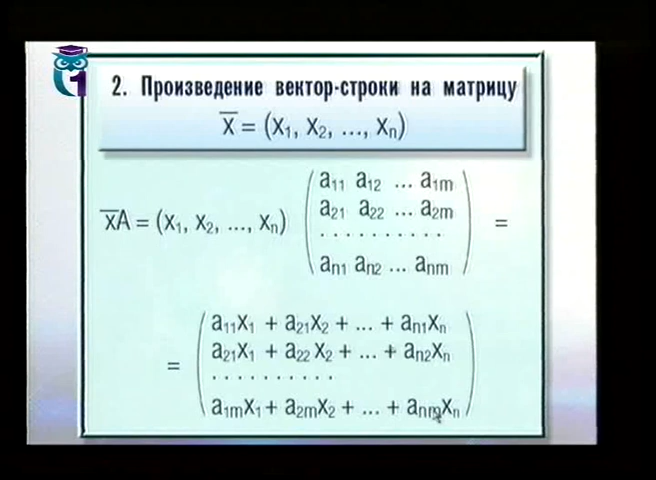 1
2. Произведение вектор-строки на матрицу
x̅ = (x₁, x₂, ..., xₙ)
a₁₁ a₁₂ ... a₁ₘ
x̅A = (x₁, x₂, ..., xₙ) a₂₁ a₂₂ ... a₂ₘ =
. . . . . . . . . .
aₙ₁ aₙ₂ ... aₙₘ
a₁₁x₁ + a₂₁x₂ + ... + aₙ₁xₙ
= a₂₁x₁ + a₂₂x₂ + ... + aₙ₂xₙ
. . . . . . . . . .
a₁ₘx₁ + a₂ₘx₂ + ... + aₙₘxₙ